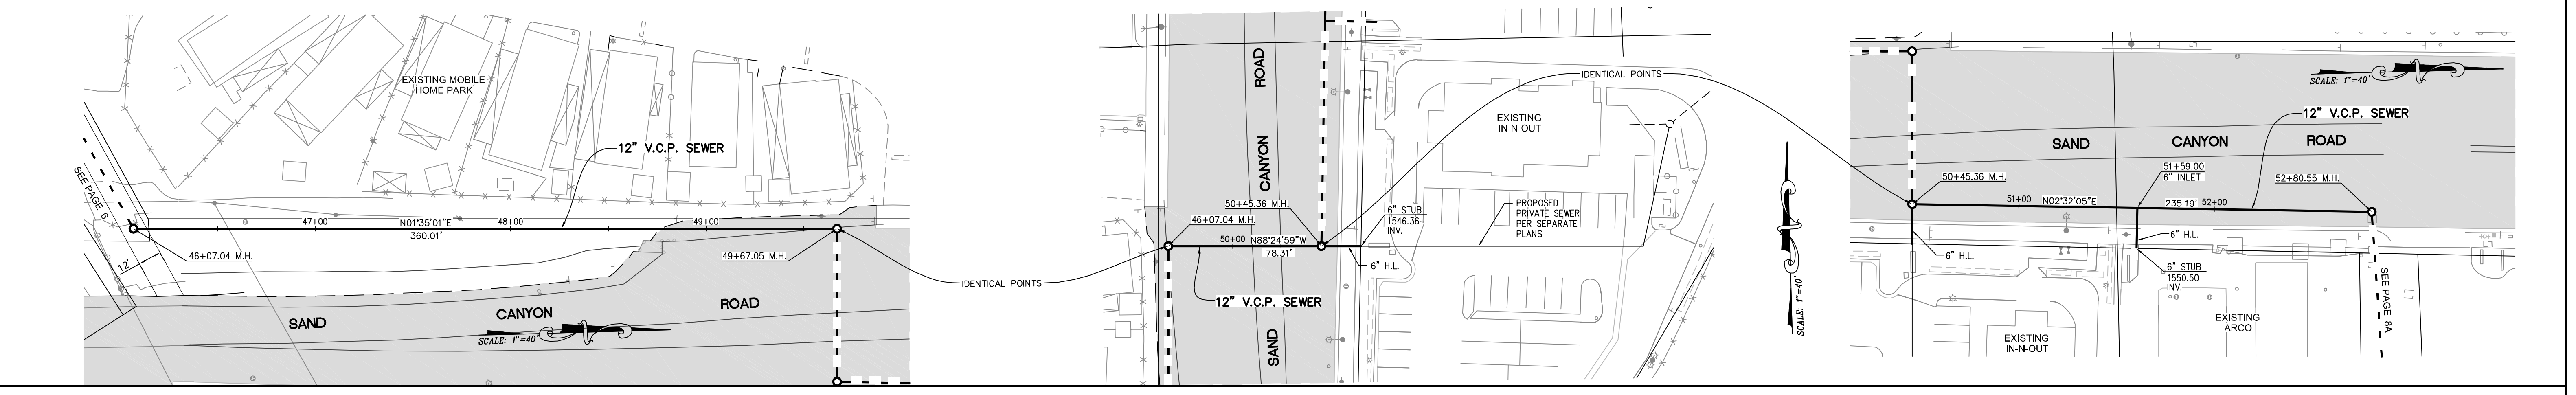 EXISTING MOBILE
HOME PARK
12" V.C.P. SEWER
SEE PAGE 6
47+00
N01°35'01"E
360.01'
48+00
49+00
46+07.04 M.H.
49+67.05 M.H.
12'
SAND
CANYON
ROAD
SCALE: 1"=40'
IDENTICAL POINTS
ROAD
CANYON
SAND
50+45.36 M.H.
46+07.04 M.H.
50+00
N88°24'59"W
78.31'
12" V.C.P. SEWER
6" H.L.
6" STUB
1546.36
INV.
EXISTING
IN-N-OUT
PROPOSED
PRIVATE SEWER
PER SEPARATE
PLANS
IDENTICAL POINTS
SCALE: 1"=40'
SCALE: 1"=40'
12" V.C.P. SEWER
SAND
CANYON
ROAD
50+45.36 M.H.
51+59.00
6" INLET
52+80.55 M.H.
51+00
N02°32'05"E
235.19'
52+00
6" H.L.
6" H.L.
6" STUB
1550.50
INV.
EXISTING
IN-N-OUT
EXISTING
ARCO
SEE PAGE 8A